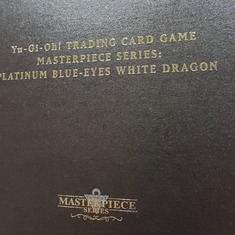 Yu-Gi-Oh! TRADING CARD GAME
MASTERPIECE SERIES:
PLATINUM BLUE-EYES WHITE DRAGON
MASTERPIECE
SERIES